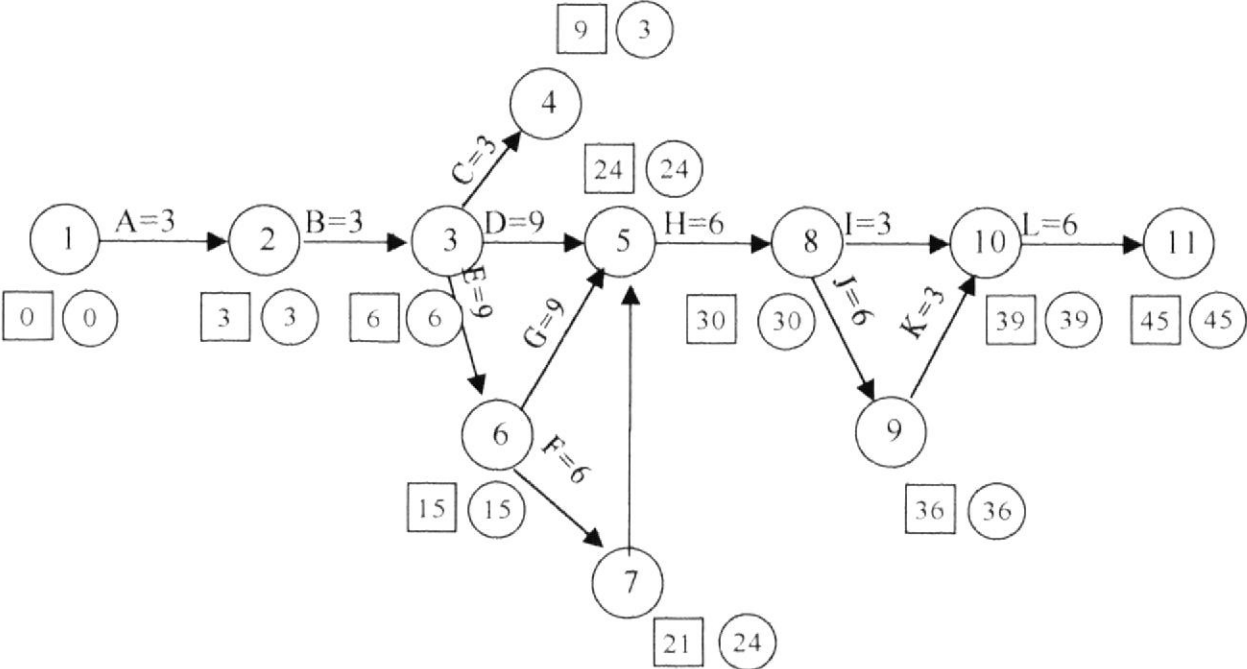 9 3
4
C=3
24 24
1 A=3 2 B=3 3 D=9 5 H=6 8 I=3 10 L=6 11
E=9
0 0 3 3 6 6 30 30 39 39 45 45
G=9 J=6 K=3
6 F=6 9
15 15 36 36
7
21 24